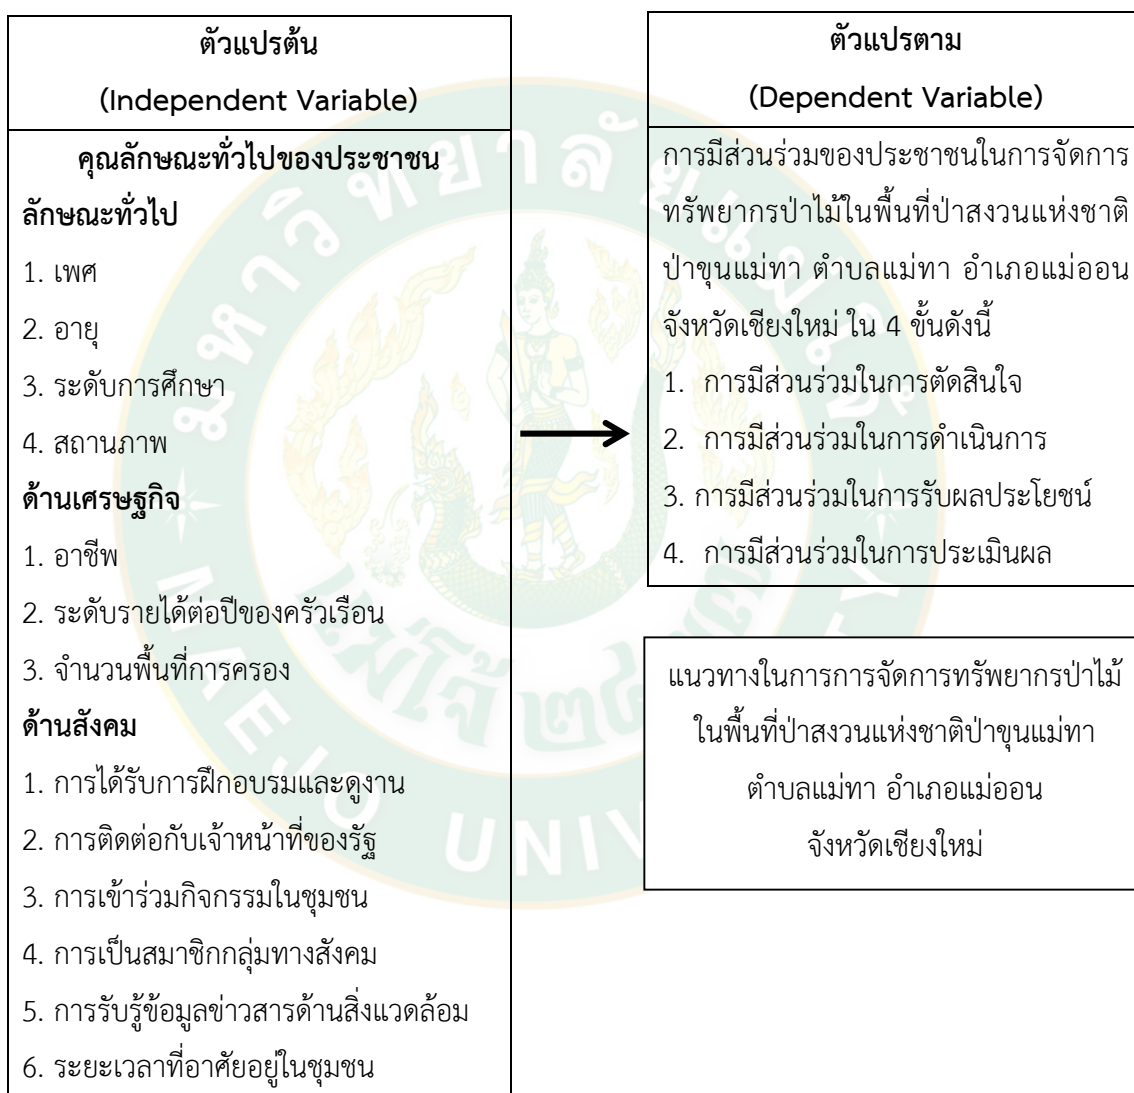 ตัวแปรต้น
(Independent Variable)
คุณลักษณะทั่วไปของประชาชน
ลักษณะทั่วไป
1. เพศ
2. อายุ
3. ระดับการศึกษา
4. สถานภาพ
ด้านเศรษฐกิจ
1. อาชีพ
2. ระดับรายได้ต่อปีของครัวเรือน
3. จำนวนพื้นที่การครอง
ด้านสังคม
1. การได้รับการฝึกอบรมและดูงาน
2. การติดต่อกับเจ้าหน้าที่ของรัฐ
3. การเข้าร่วมกิจกรรมในชุมชน
4. การเป็นสมาชิกกลุ่มทางสังคม
5. การรับรู้ข้อมูลข่าวสารด้านสิ่งแวดล้อม
6. ระยะเวลาที่อาศัยอยู่ในชุมชน
ตัวแปรตาม
(Dependent Variable)
การมีส่วนร่วมของประชาชนในการจัดการ
ทรัพยากรป่าไม้ในพื้นที่ป่าสงวนแห่งชาติ
ป่าขุนแม่ทา ตำบลแม่ทา อำเภอแม่ออน
จังหวัดเชียงใหม่ ใน 4 ขั้นดังนี้
1. การมีส่วนร่วมในการตัดสินใจ
2. การมีส่วนร่วมในการดำเนินการ
3. การมีส่วนร่วมในการรับผลประโยชน์
4. การมีส่วนร่วมในการประเมินผล
แนวทางในการการจัดการทรัพยากรป่าไม้
ในพื้นที่ป่าสงวนแห่งชาติป่าขุนแม่ทา
ตำบลแม่ทา อำเภอแม่ออน
จังหวัดเชียงใหม่